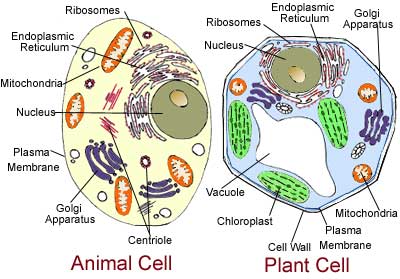 Ribosomes
Endoplasmic
Reticulum
Mitochondria
Nucleus
Plasma
Membrane
Golgi
Apparatus
Centriole
Animal Cell
Endoplasmic
Reticulum
Ribosomes
Golgi
Apparatus
Nucleus
Vacuole
Chloroplast
Mitochondria
Plasma
Membrane
Cell Wall
Plant Cell